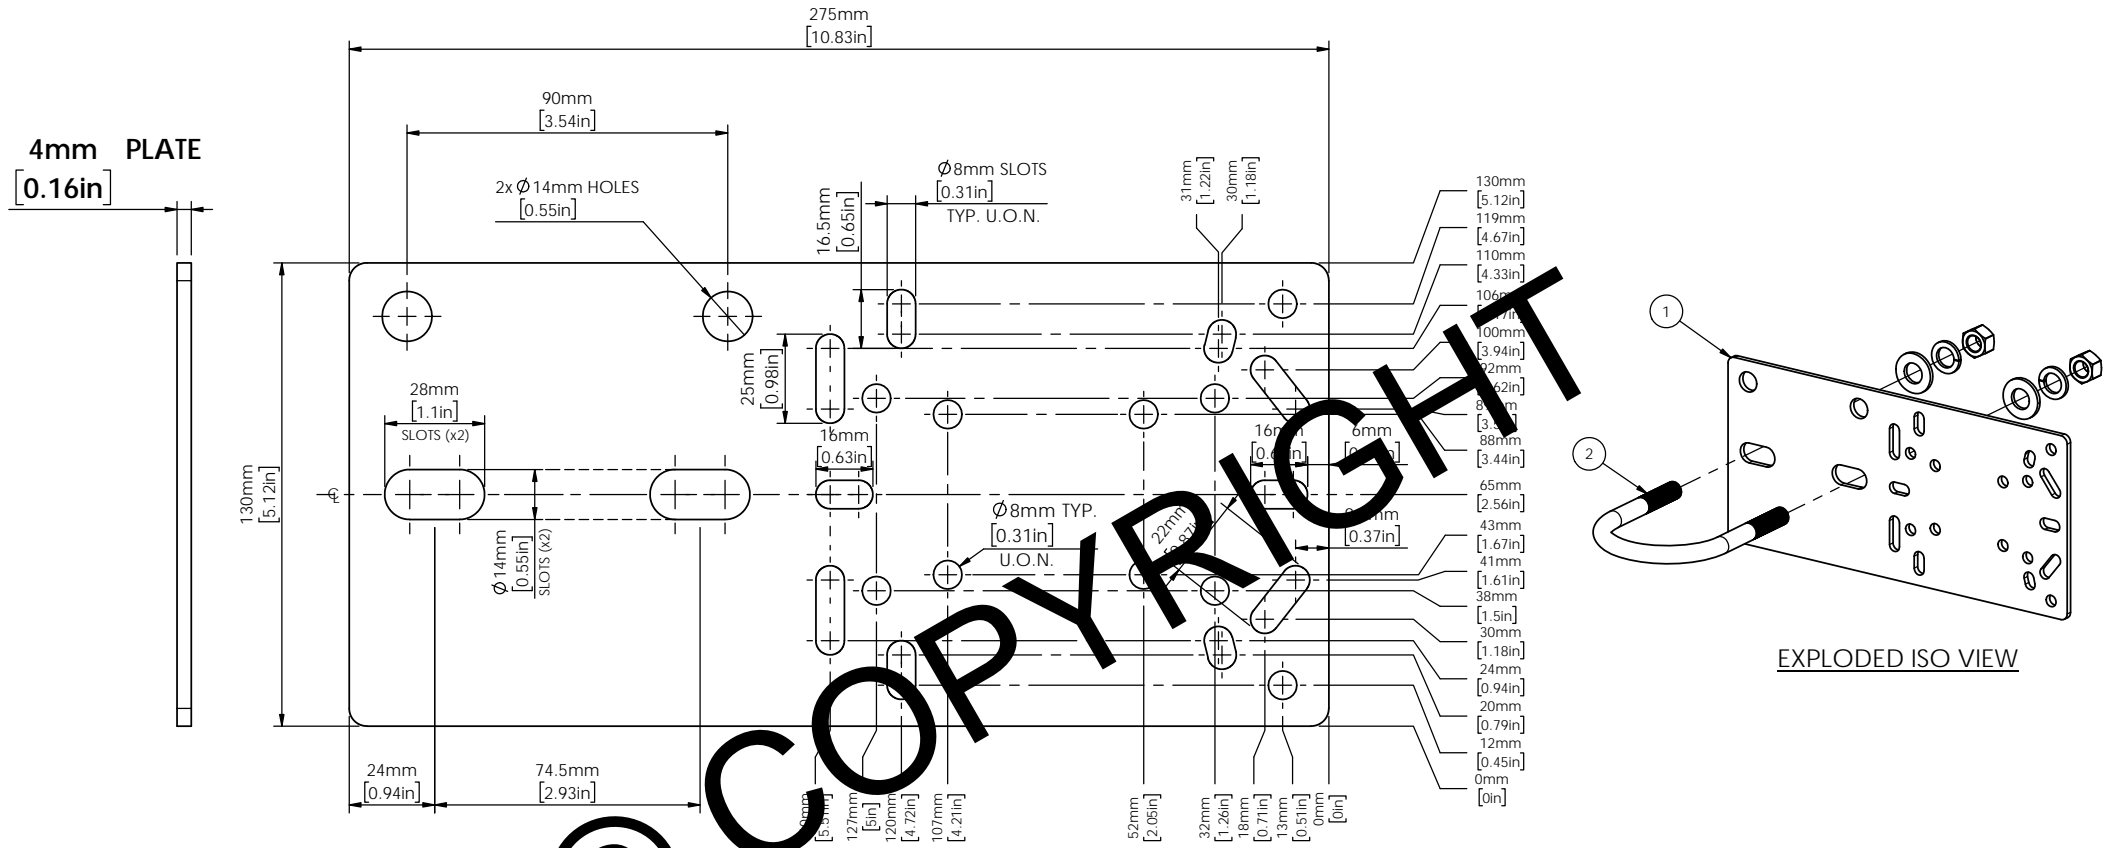 275mm
[10.83in]
90mm
[3.54in]
4mm PLATE
[0.16in]
2x Ø14mm HOLES
[0.55in]
16.5mm
[0.65in]
Ø8mm SLOTS
[0.31in]
TYP. U.O.N.
31mm
[1.22in]
30mm
[1.18in]
130mm
[5.12in]
119mm
[4.67in]
110mm
[4.33in]
100mm
[3.94in]
88mm
[3.44in]
65mm
[2.56in]
43mm
[1.67in]
41mm
[1.61in]
38mm
[1.5in]
30mm
[1.18in]
24mm
[0.94in]
20mm
[0.79in]
12mm
[0.45in]
0mm
[0in]
25mm
[0.98in]
28mm
[1.1in]
SLOTS (x2)
16mm
[0.63in]
130mm
[5.12in]
Ø14mm
[0.55in]
SLOTS (x2)
Ø8mm TYP.
[0.31in]
U.O.N.
22mm
[0.37in]
24mm
[0.94in]
74.5mm
[2.93in]
127mm
[5in]
120mm
[4.72in]
107mm
[4.21in]
52mm
[2.05in]
32mm
[1.26in]
18mm
[0.71in]
13mm
[0.51in]
0mm
[0in]
1
2
EXPLODED ISO VIEW
© COPYRIGHT